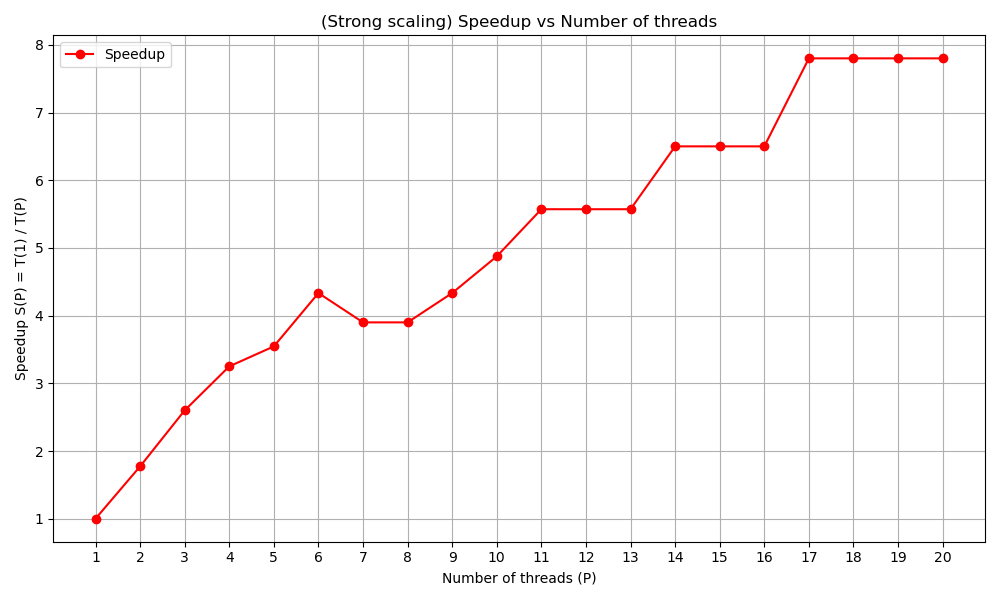 (Strong scaling) Speedup vs Number of threads
Speedup
8
7
6
5
4
3
2
1
Speedup S(P) = T(1) / T(P)
1 2 3 4 5 6 7 8 9 10 11 12 13 14 15 16 17 18 19 20
Number of threads (P)